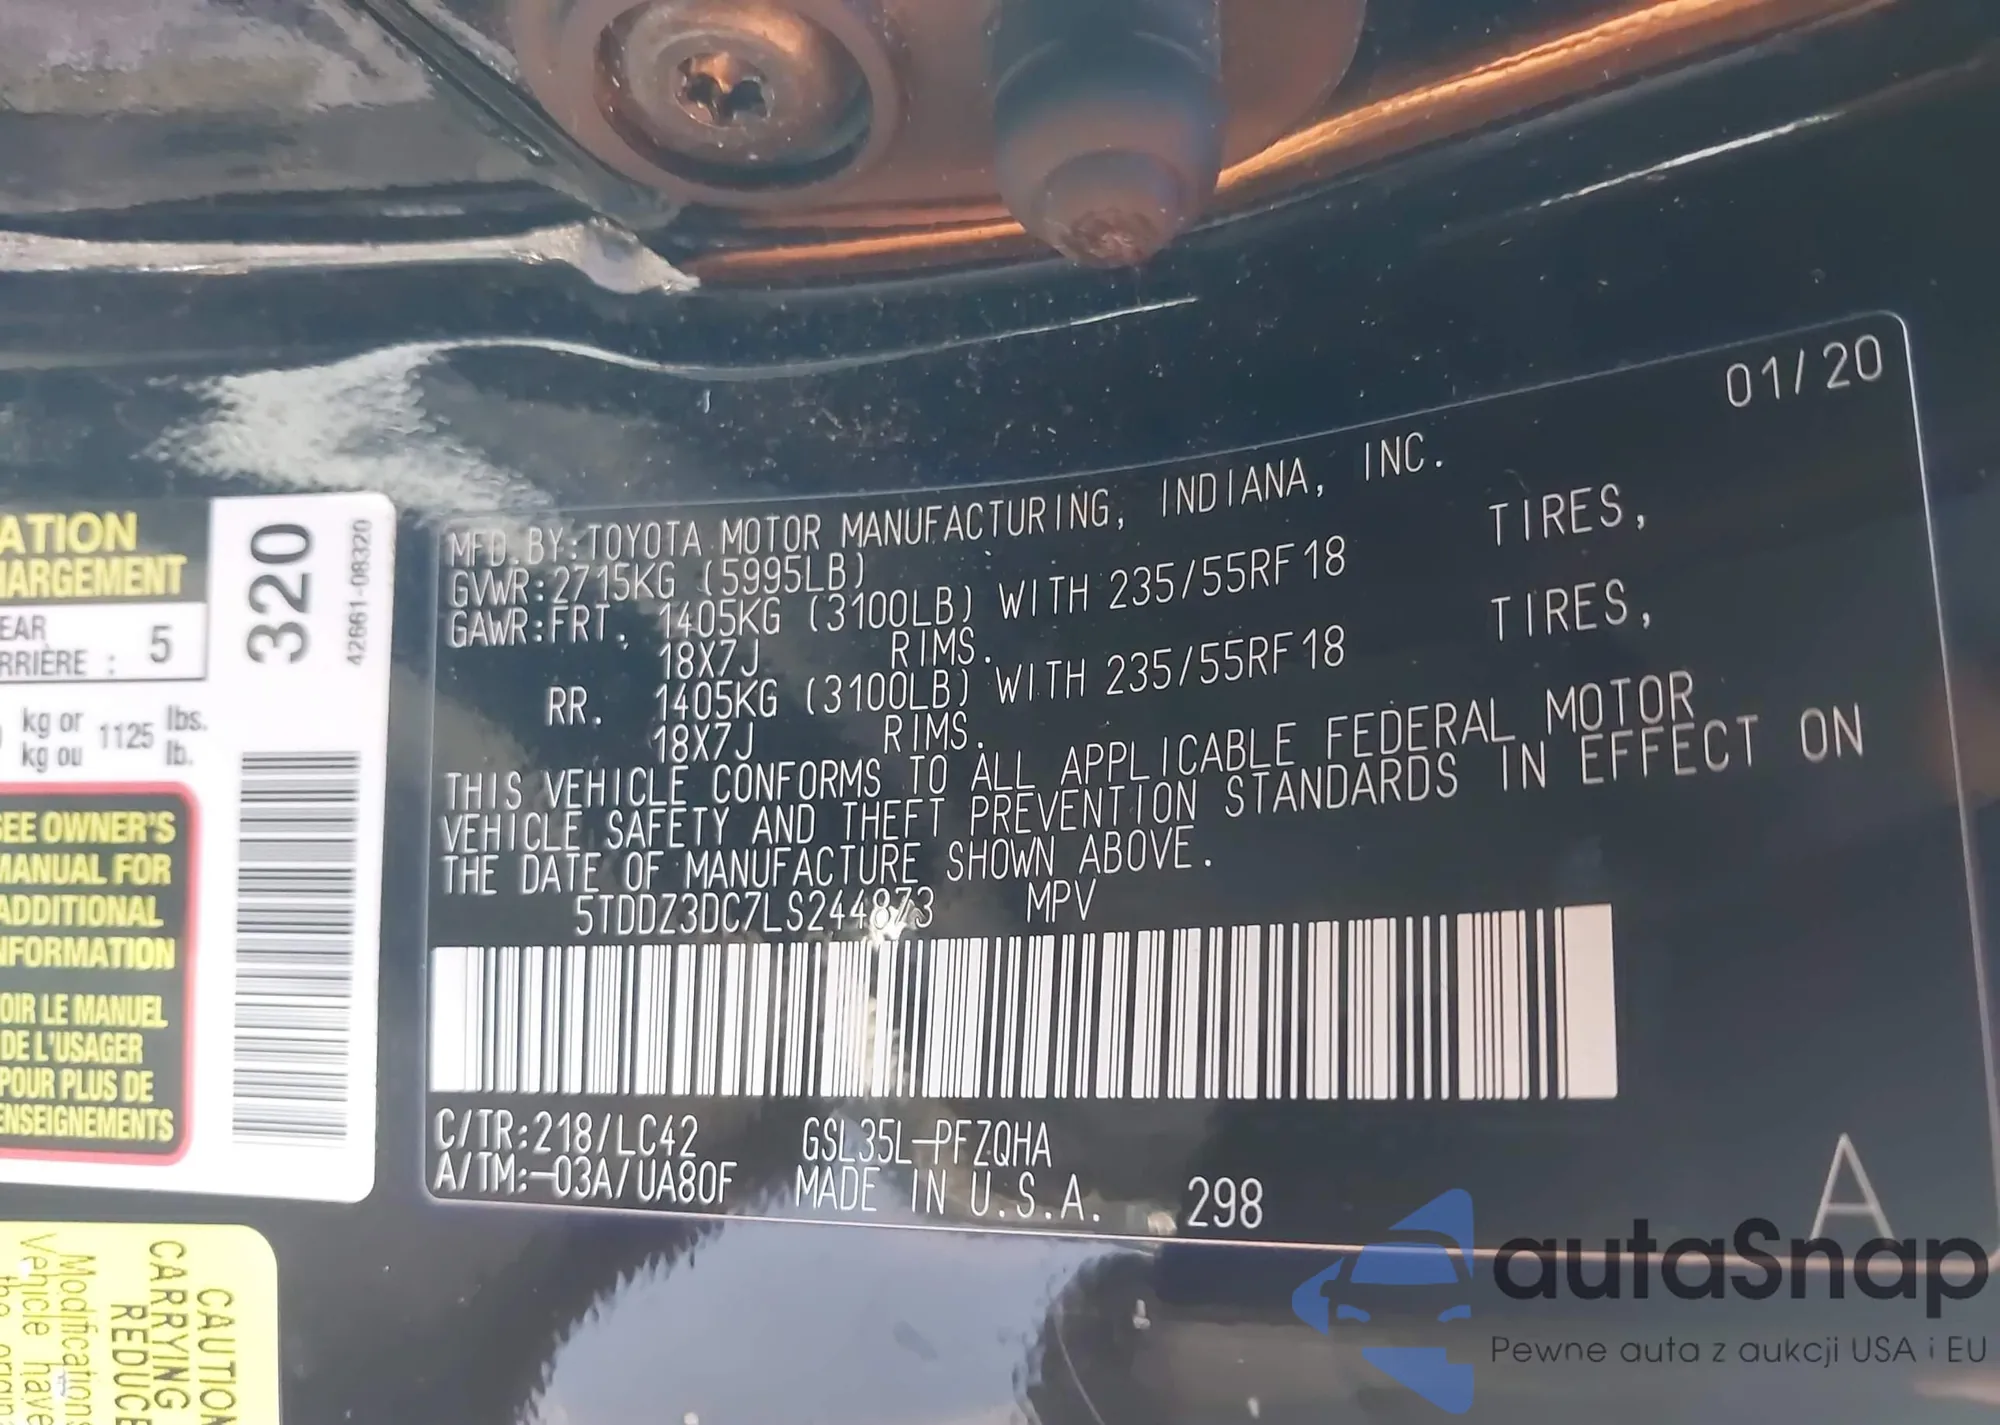 01/20
MFD.BY:TOYOTA MOTOR MANUFACTURING, INDIANA, INC.
GVWR:2715KG (5995LB)
GAWR:FRT. 1405KG (3100LB) WITH 235/55RF18 TIRES,
18X7J RIMS.
RR. 1405KG (3100LB) WITH 235/55RF18 TIRES,
18X7J RIMS.
THIS VEHICLE CONFORMS TO ALL APPLICABLE FEDERAL MOTOR
VEHICLE SAFETY AND THEFT PREVENTION STANDARDS IN EFFECT ON
THE DATE OF MANUFACTURE SHOWN ABOVE.
5TDDZ3DC7LS244873 MPV
C/TR:218/LC42 GSL35L-PFZQHA
A/TM:-03A/UA80F MADE IN U.S.A. 298
A
ATION
HARGEMENT
EAR
RRIÈRE : 5
kg or 1125 lbs.
kg ou lb.
SEE OWNER'S
MANUAL FOR
ADDITIONAL
NFORMATION
OIR LE MANUEL
DE L'USAGER
POUR PLUS DE
ENSEIGNEMENTS
320
42661-08320
CAUTION
CARRYING
REDUCE
Modifications
vehicle have
the
autaSnap
Pewne auta z aukcji USA i EU